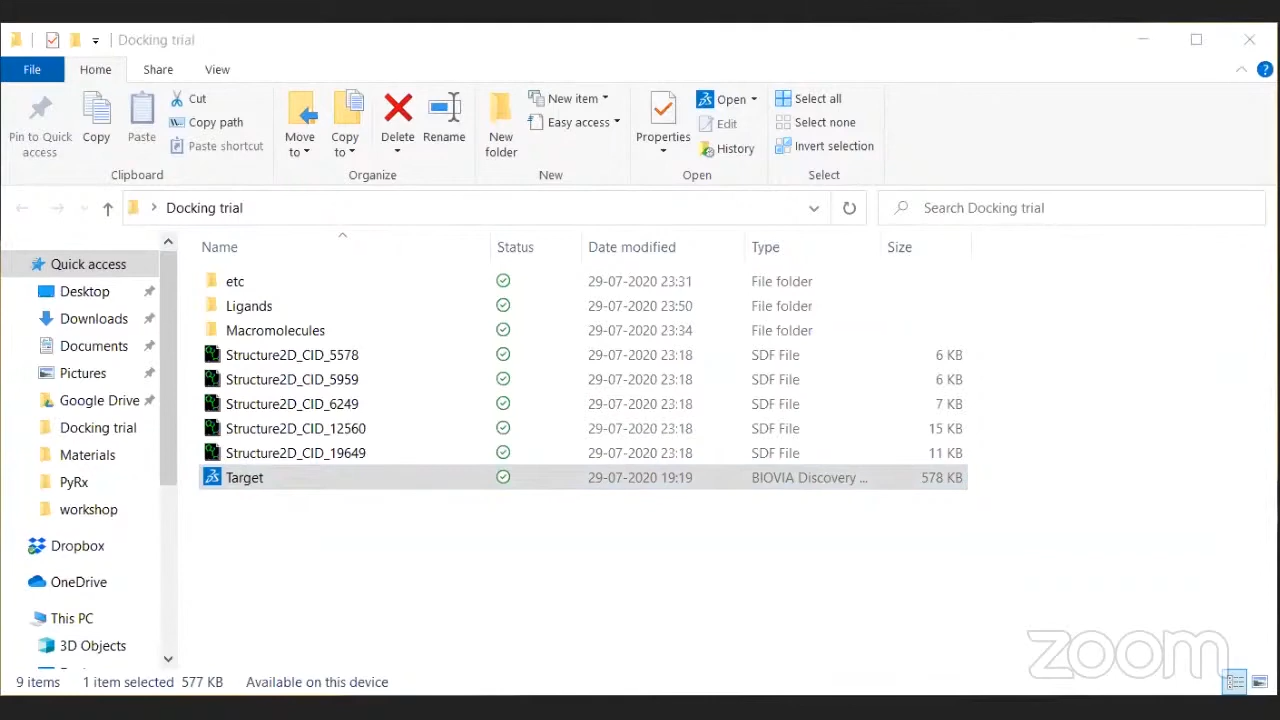 Docking trial
File Home Share View
Pin to Quick access
Copy
Paste
Cut
Copy path
Paste shortcut
Clipboard
Move to
Copy to
Delete
Rename
Organize
New folder
New item
Easy access
New
Properties
Open
Edit
History
Open
Select all
Select none
Invert selection
Select
Docking trial
Search Docking trial
Quick access
Desktop
Downloads
Documents
Pictures
Google Drive
Docking trial
Materials
PyRx
workshop
Dropbox
OneDrive
This PC
3D Objects
Name Status Date modified Type Size
etc 29-07-2020 23:31 File folder
Ligands 29-07-2020 23:50 File folder
Macromolecules 29-07-2020 23:34 File folder
Structure2D_CID_5578 29-07-2020 23:18 SDF File 6 KB
Structure2D_CID_5959 29-07-2020 23:18 SDF File 6 KB
Structure2D_CID_6249 29-07-2020 23:18 SDF File 7 KB
Structure2D_CID_12560 29-07-2020 23:18 SDF File 15 KB
Structure2D_CID_19649 29-07-2020 23:18 SDF File 11 KB
Target 29-07-2020 19:19 BIOVIA Discovery ... 578 KB
9 items 1 item selected 577 KB Available on this device
zoom